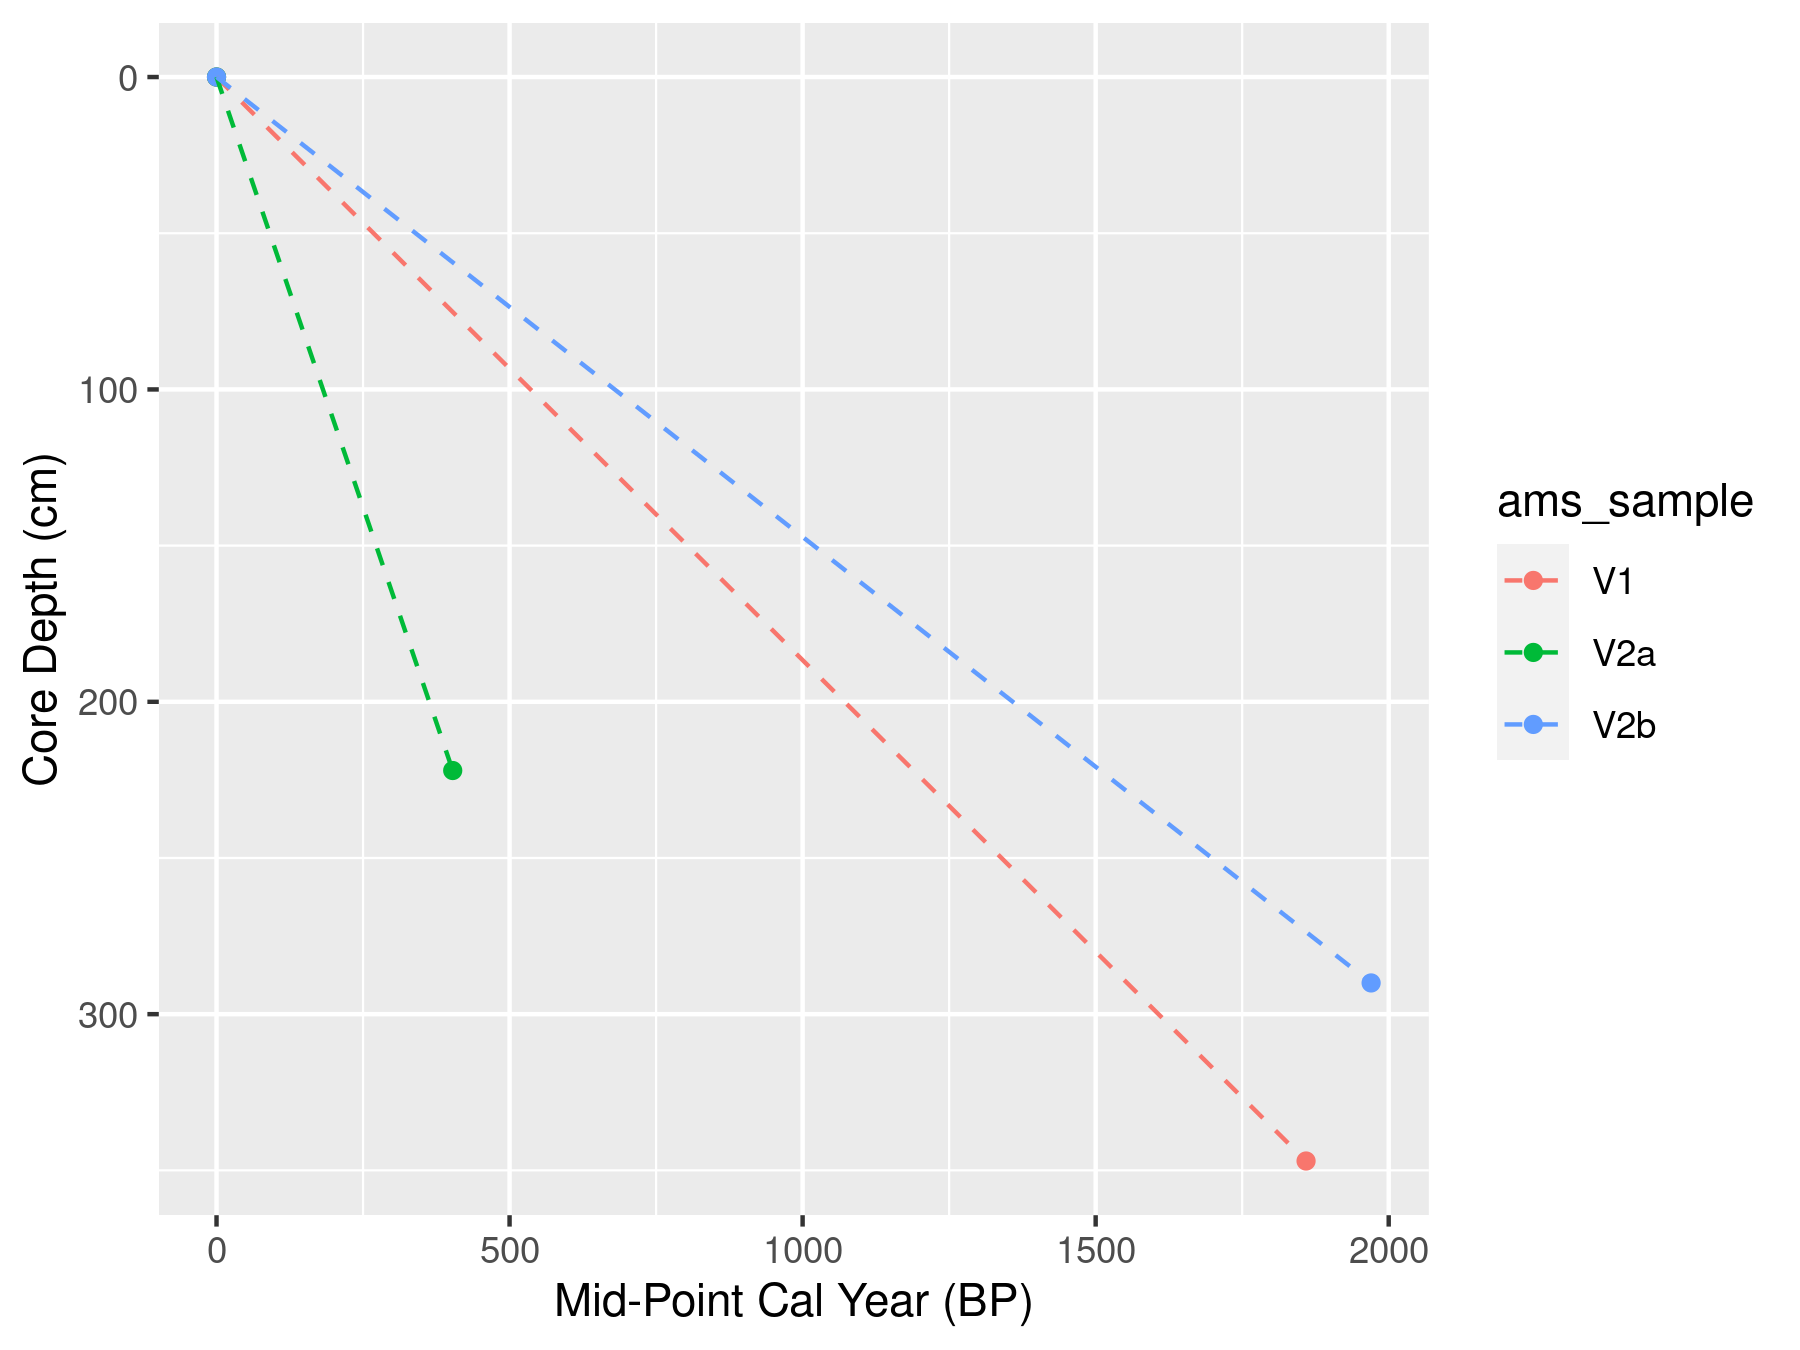 0
100
200
300
Core Depth (cm)
0 500 1000 1500 2000
Mid-Point Cal Year (BP)
ams_sample
V1
V2a
V2b